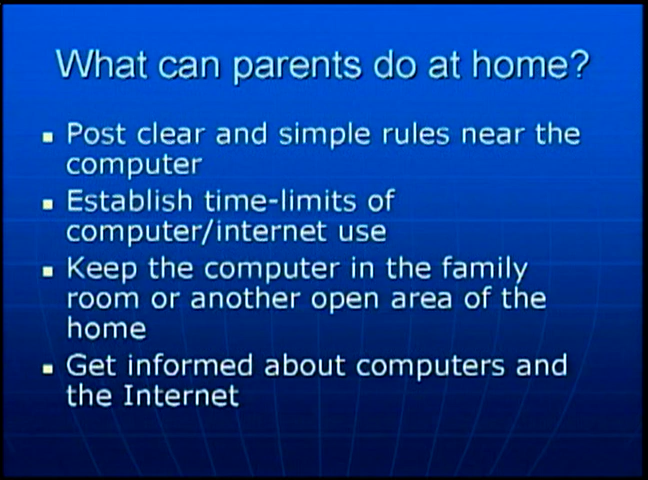 What can parents do at home?
Post clear and simple rules near the
computer
Establish time-limits of
computer/internet use
Keep the computer in the family
room or another open area of the
home
Get informed about computers and
the Internet